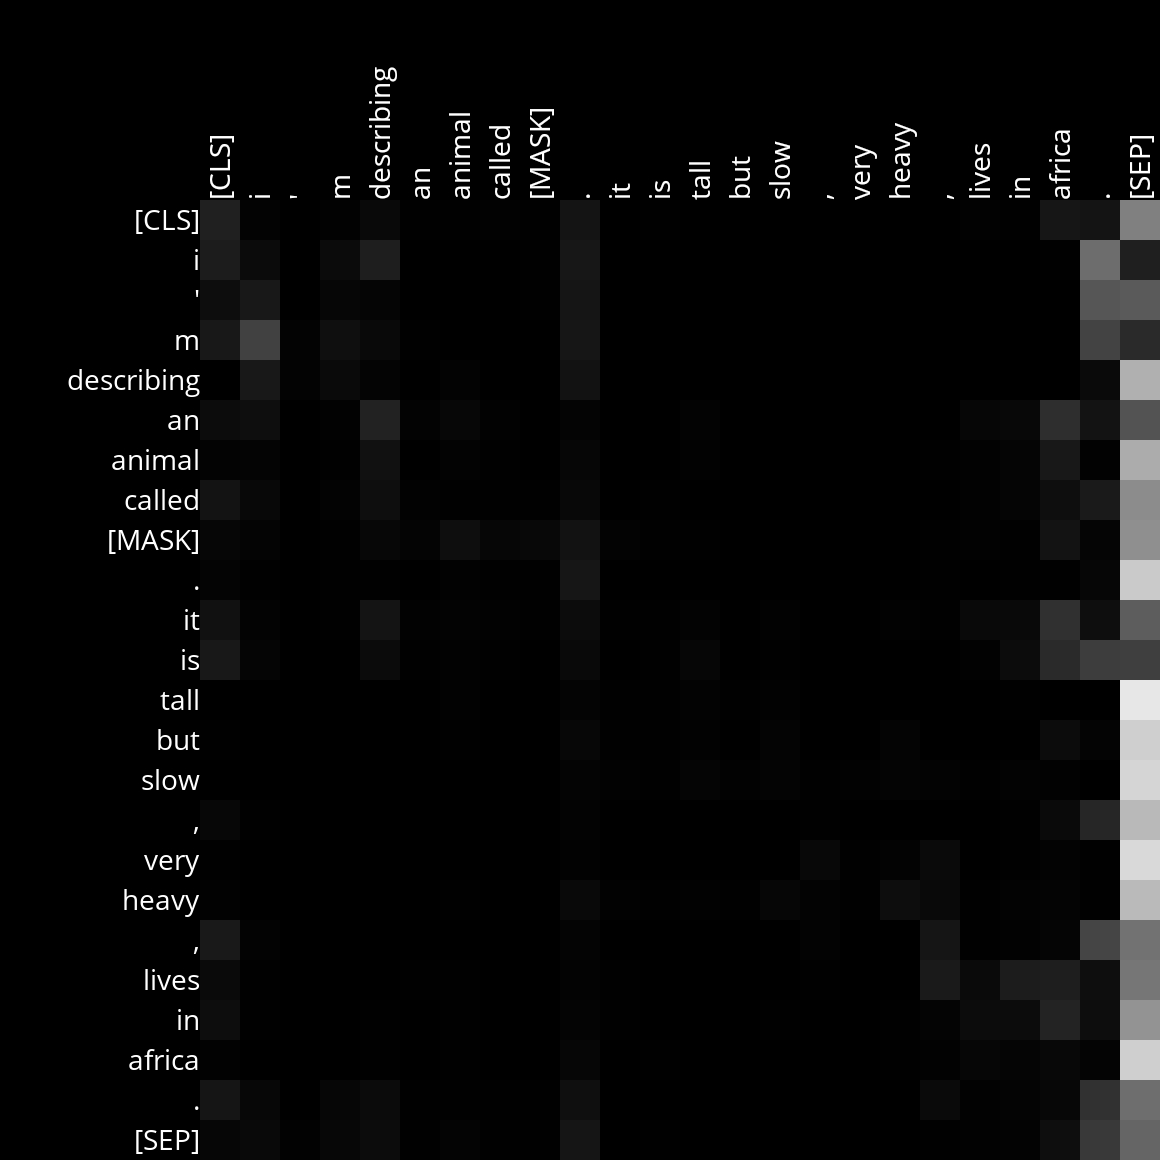 [CLS] i ' m describing an animal called [MASK] . it is tall but slow , very heavy , lives in africa . [SEP]
[CLS]
i
'
m
describing
an
animal
called
[MASK]
.
it
is
tall
but
slow
,
very
heavy
,
lives
in
africa
.
[SEP]